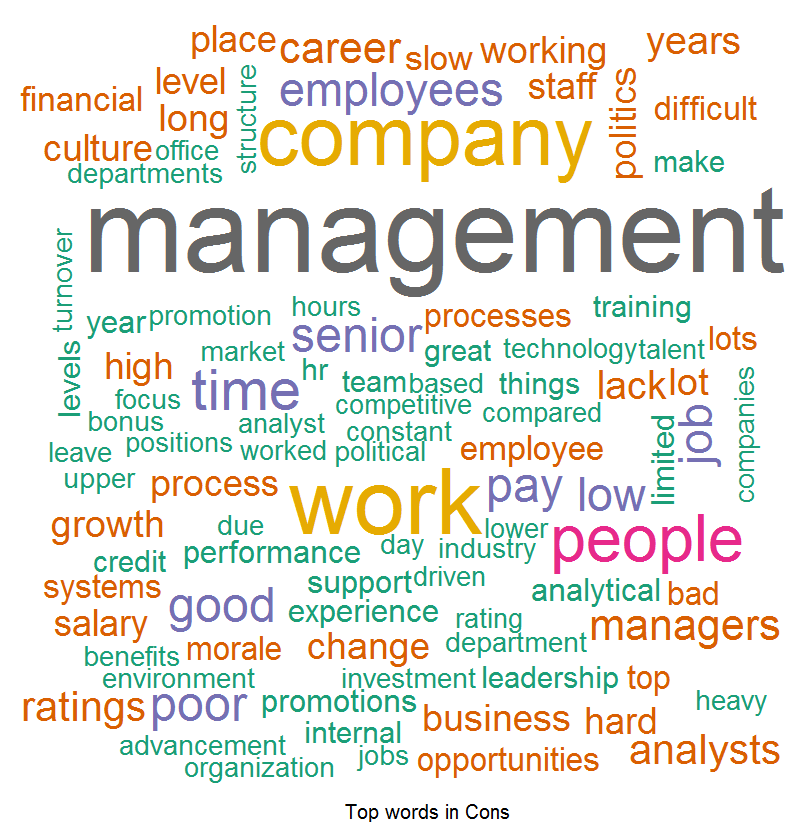 place career slow working years
financial level employees staff politics difficult
long structure
culture office company make
departments
management
turnover year promotion hours processes training
levels senior
market great technology talent lots
high hr
time team based things lack lot
focus competitive companies
bonus analyst compared limited job
leave positions constant
worked political employee
upper process work pay low
growth due lower people
credit performance day industry
systems support driven analytical bad
good experience rating managers
salary morale change department
benefits
environment investment leadership top
ratings poor promotions heavy
internal business hard
advancement jobs opportunities analysts
organization
Top words in Cons